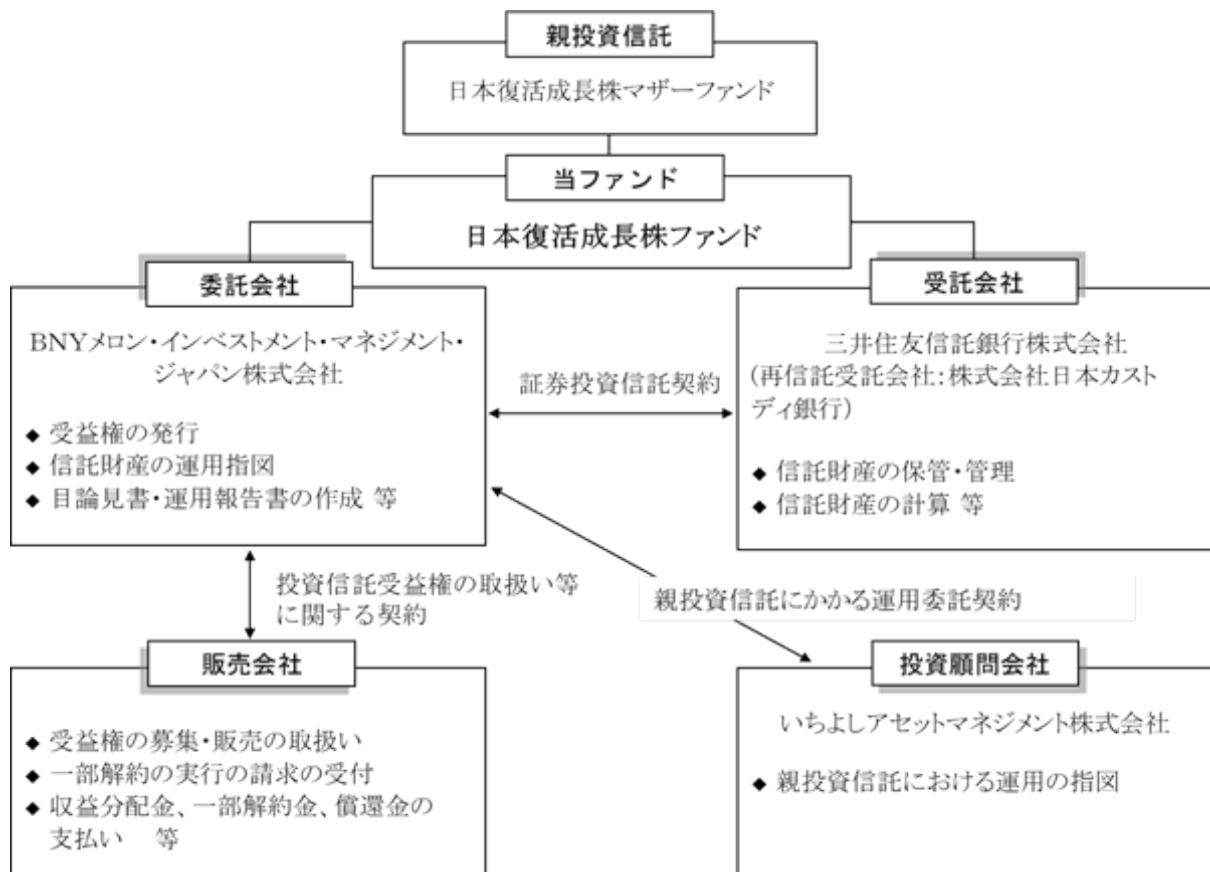 親投資信託
日本復活成長株マザーファンド
当ファンド
日本復活成長株ファンド
委託会社
BNYメロン・インベストメント・マネジメント・
ジャパン株式会社
◆ 受益権の発行
◆ 信託財産の運用指図
◆ 目論見書・運用報告書の作成 等
証券投資信託契約
受託会社
三井住友信託銀行株式会社
(再信託受託会社:株式会社日本カスト
ディ銀行)
◆ 信託財産の保管・管理
◆ 信託財産の計算 等
投資信託受益権の取扱い等
に関する契約
親投資信託にかかる運用委託契約
販売会社
◆ 受益権の募集・販売の取扱い
◆ 一部解約の実行の請求の受付
◆ 収益分配金、一部解約金、償還金の
支払い 等
投資顧問会社
いちよしアセットマネジメント株式会社
◆ 親投資信託における運用の指図